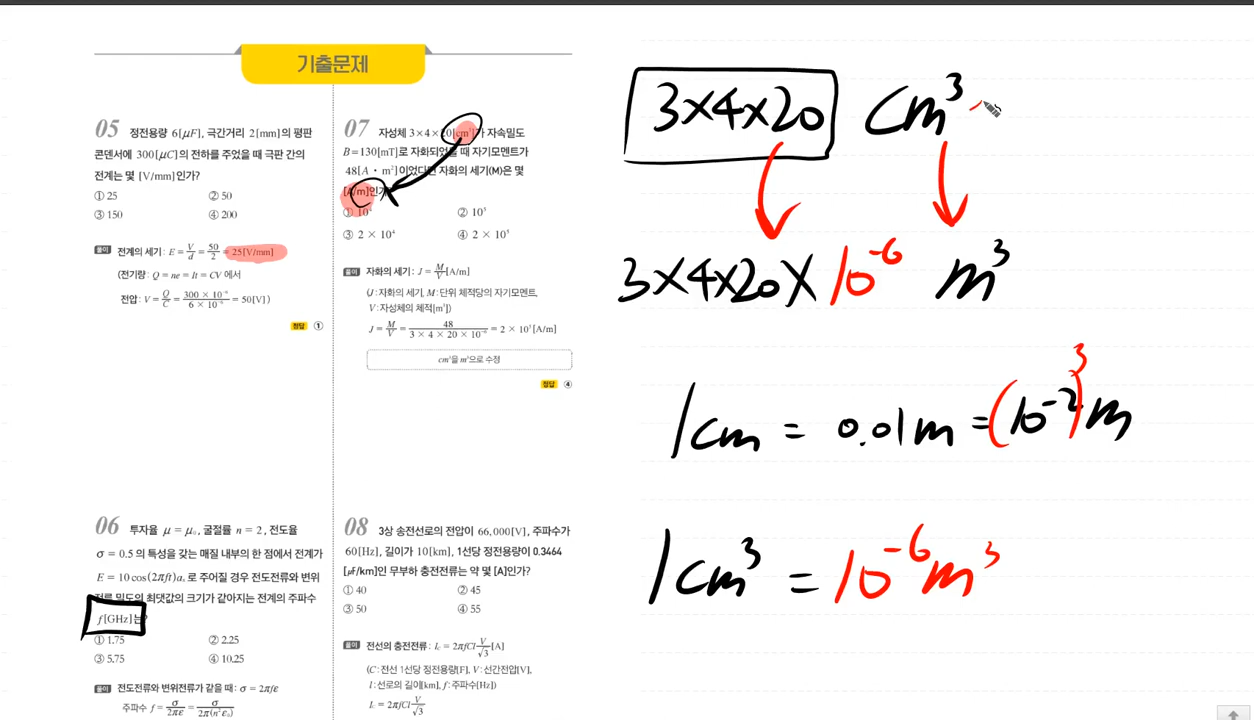 기출문제
05 정전용량 6[μF], 극간거리 2[mm]의 평판
콘덴서에 300[μC]의 전하를 주었을 때 극판 간의
전계는 몇 [V/mm]인가?
① 25 ② 50
③ 150 ④ 200
풀이 전계의 세기: E = V/d = 50/2 = 25[V/mm]
(전기량: Q = ne = It = CV 에서
전압: V = Q/C = 300 × 10⁻⁶ / 6 × 10⁻⁶ = 50[V])
정답 ①
06 투자율 μ = μ₀, 굴절률 n = 2, 전도율
σ = 0.5의 특성을 갖는 매질 내부의 한 점에서 전계가
E = 10cos(2πft)aᵣ로 주어질 경우 전도전류와 변위
전류 밀도의 최댓값의 크기가 같아지는 전계의 주파수
f[GHz]는?
① 1.75 ② 2.25
③ 5.75 ④ 10.25
풀이 전도전류와 변위전류가 같을 때: σ = 2πfε
주파수 f = σ/2πε = σ/2π(n²ε₀)
07 자성체 3×4×20[cm³]가 자속밀도
B=130[mT]로 자화되었을 때 자기모멘트가
48[A·m²]이었다면 자화의 세기(M)은 몇
[A/m]인가?
① 10⁴ ② 10⁵
③ 2 × 10⁴ ④ 2 × 10⁵
풀이 자화의 세기: J = M/V [A/m]
(J: 자화의 세기, M: 단위 체적당의 자기모멘트,
V: 자성체의 체적[m³])
J = M/V = 48 / 3 × 4 × 20 × 10⁻⁶ = 2 × 10⁵ [A/m]
cm³을 m³으로 수정
정답 ④
08 3상 송전선로의 전압이 66,000[V], 주파수가
60[Hz], 길이가 10[km], 1선당 정전용량이 0.3464
[μF/km]인 무부하 충전전류는 약 몇 [A]인가?
① 40 ② 45
③ 50 ④ 55
풀이 전선의 충전전류: Ic = 2πfCl V/√3 [A]
(C: 전선 1선당 정전용량[F], V: 선간전압[V],
l: 선로의 길이[km], f: 주파수[Hz])
Ic = 2πfCl V/√3
3×4×20 cm³
3×4×20×10⁻⁶ m³
1cm = 0.01m = (10⁻²)³m
1cm³ = 10⁻⁶m³